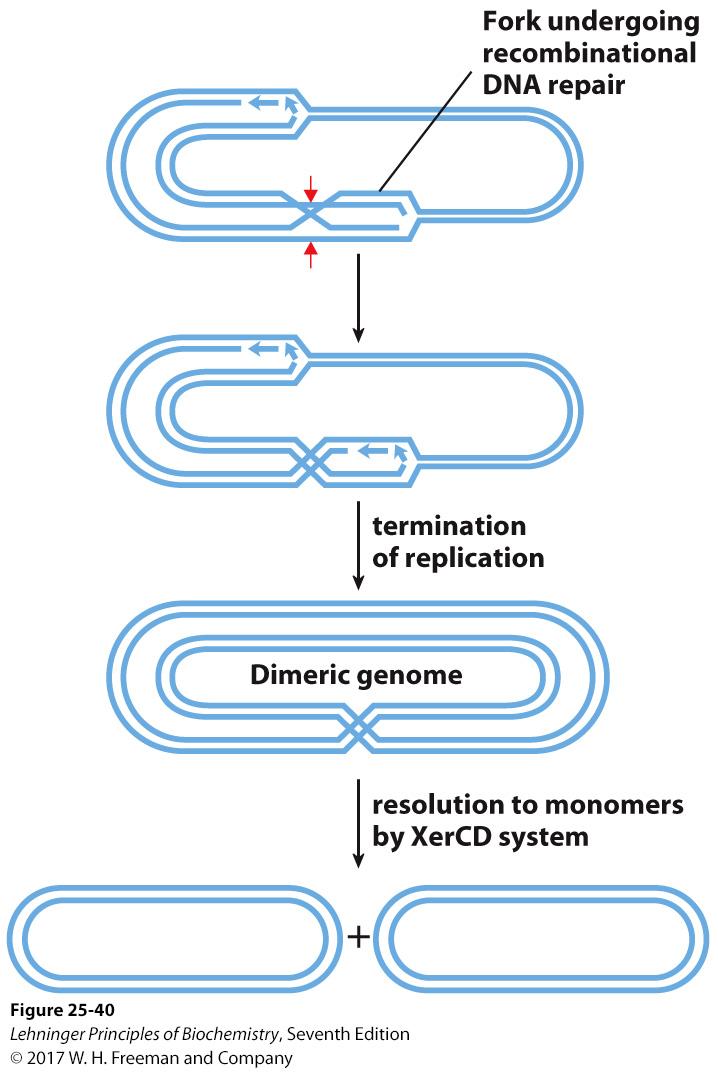 Fork undergoing
recombinational
DNA repair
termination
of replication
Dimeric genome
resolution to monomers
by XerCD system
+
Figure 25-40
Lehninger Principles of Biochemistry, Seventh Edition
© 2017 W. H. Freeman and Company